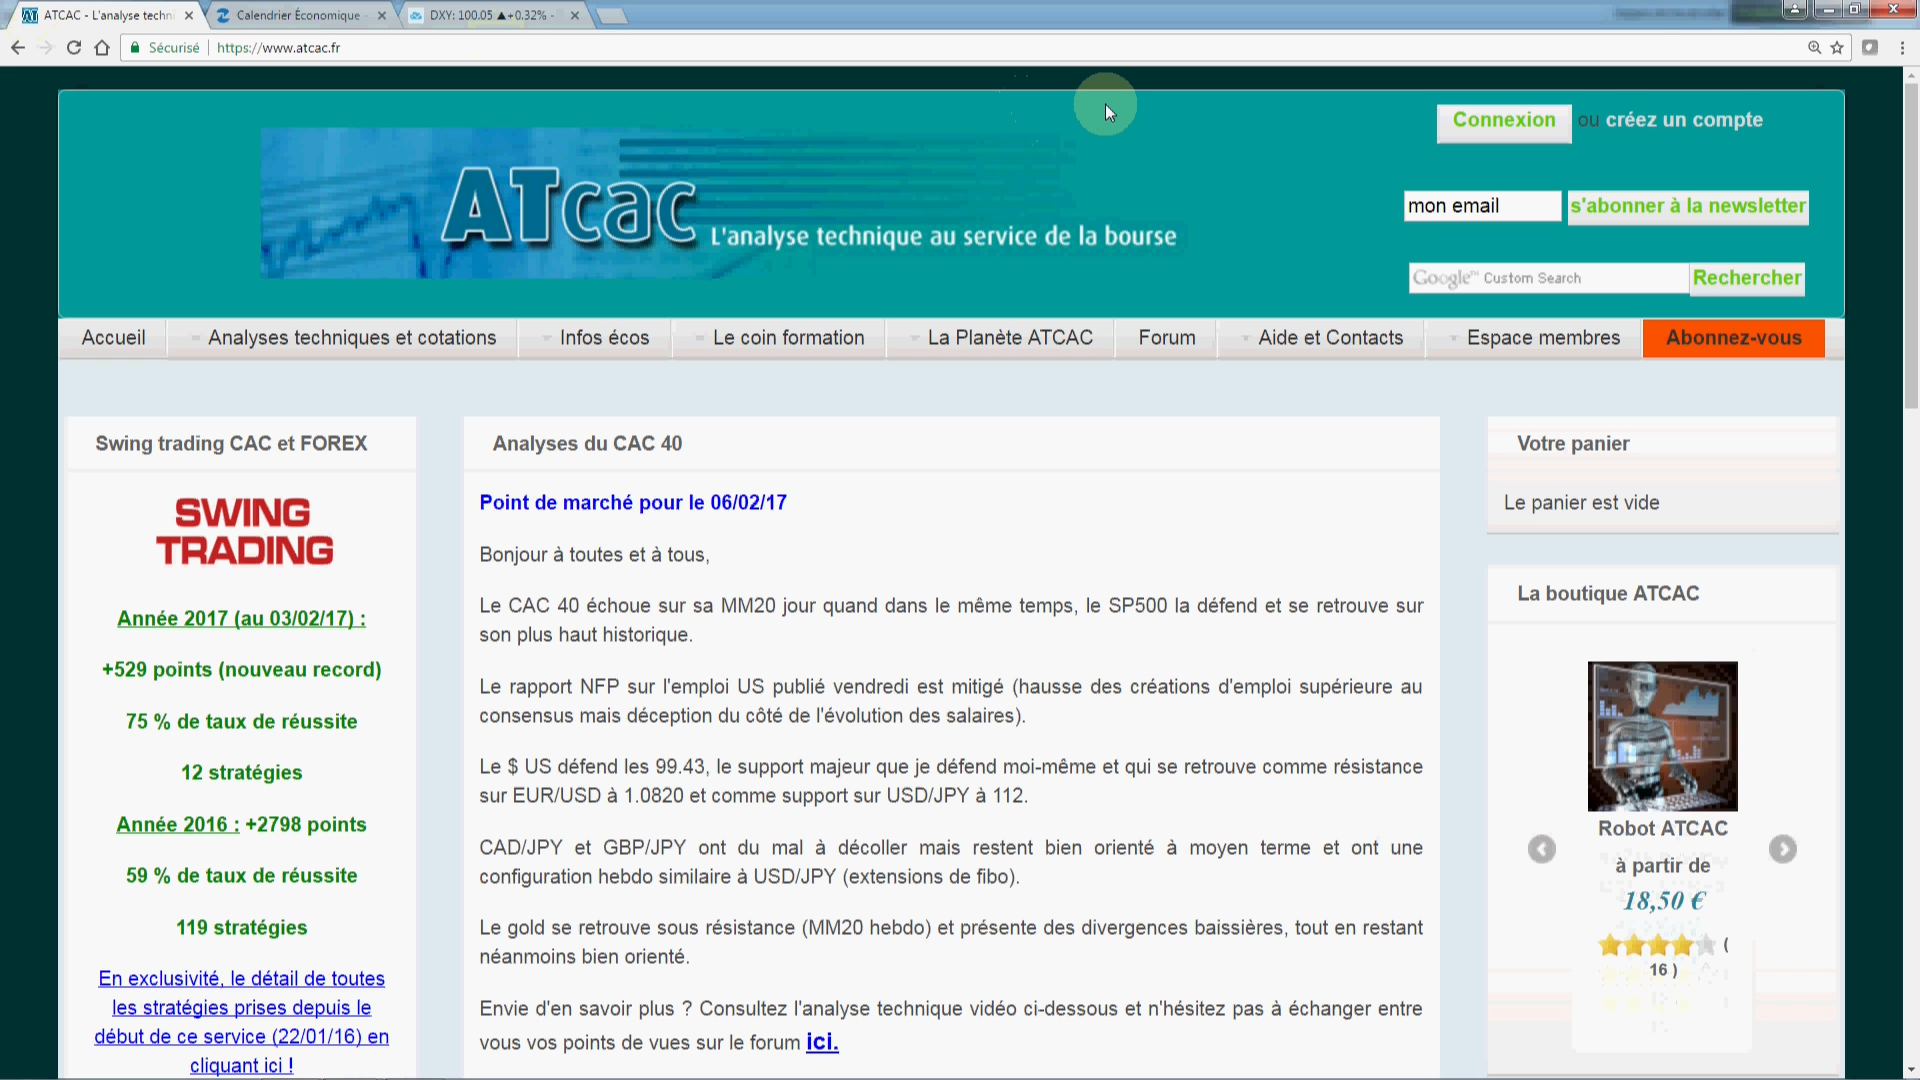 ATCAC - L'analyse techn
Calendrier Économique -
DXY: 100.05 ▲+0.32% -
Sécurisé
https://www.atcac.fr
Connexion ou créez un compte
ATcac
L'analyse technique au service de la bourse
mon email s'abonner à la newsletter
Google™ Custom Search Rechercher
Accueil
Analyses techniques et cotations
Infos écos
Le coin formation
La Planète ATCAC
Forum
Aide et Contacts
Espace membres
Abonnez-vous
Swing trading CAC et FOREX
SWING
TRADING
Année 2017 (au 03/02/17) :
+529 points (nouveau record)
75 % de taux de réussite
12 stratégies
Année 2016 : +2798 points
59 % de taux de réussite
119 stratégies
En exclusivité, le détail de toutes
les stratégies prises depuis le
début de ce service (22/01/16) en
cliquant ici !
Analyses du CAC 40
Point de marché pour le 06/02/17
Bonjour à toutes et à tous,
Le CAC 40 échoue sur sa MM20 jour quand dans le même temps, le SP500 la défend et se retrouve sur
son plus haut historique.
Le rapport NFP sur l'emploi US publié vendredi est mitigé (hausse des créations d'emploi supérieure au
consensus mais déception du côté de l'évolution des salaires).
Le $ US défend les 99.43, le support majeur que je défend moi-même et qui se retrouve comme résistance
sur EUR/USD à 1.0820 et comme support sur USD/JPY à 112.
CAD/JPY et GBP/JPY ont du mal à décoller mais restent bien orienté à moyen terme et ont une
configuration hebdo similaire à USD/JPY (extensions de fibo).
Le gold se retrouve sous résistance (MM20 hebdo) et présente des divergences baissières, tout en restant
néanmoins bien orienté.
Envie d'en savoir plus ? Consultez l'analyse technique vidéo ci-dessous et n'hésitez pas à échanger entre
vous vos points de vues sur le forum ici.
Votre panier
Le panier est vide
La boutique ATCAC
Robot ATCAC
à partir de
18,50 €
(
16 )